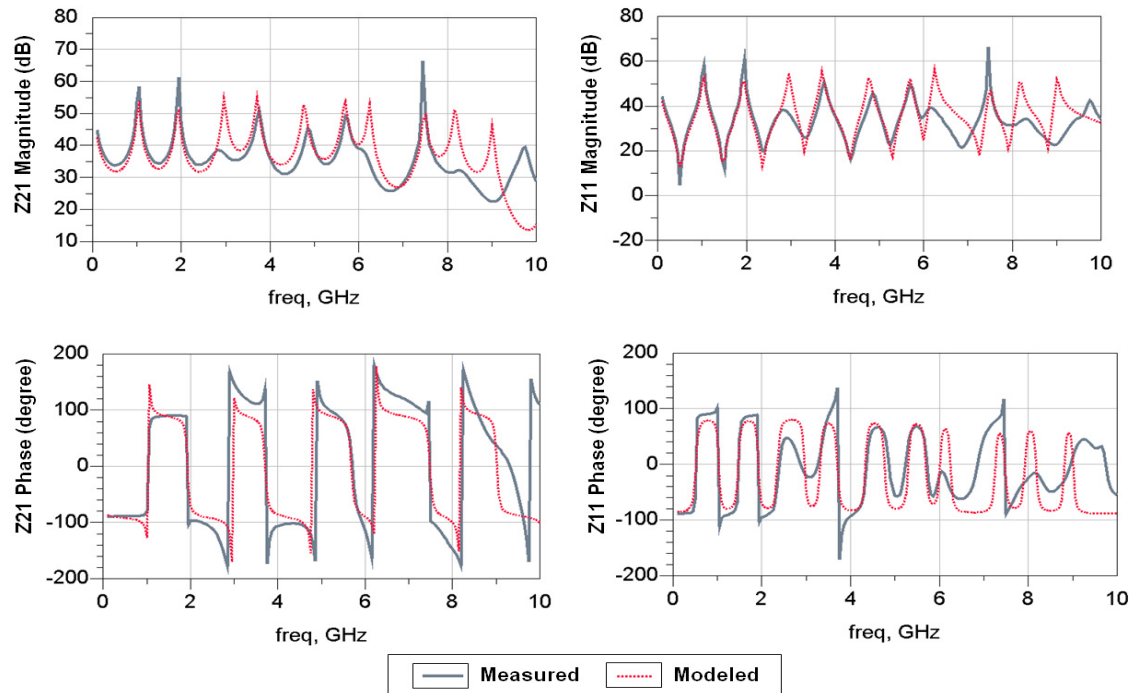 Z21 Magnitude (dB)
80
70
60
50
40
30
20
10
0 2 4 6 8 10
freq, GHz
Z11 Magnitude (dB)
80
60
40
20
0
-20
0 2 4 6 8 10
freq, GHz
Z21 Phase (degree)
200
100
0
-100
-200
0 2 4 6 8 10
freq, GHz
Z11 Phase (degree)
200
100
0
-100
-200
0 2 4 6 8 10
freq, GHz
Measured Modeled